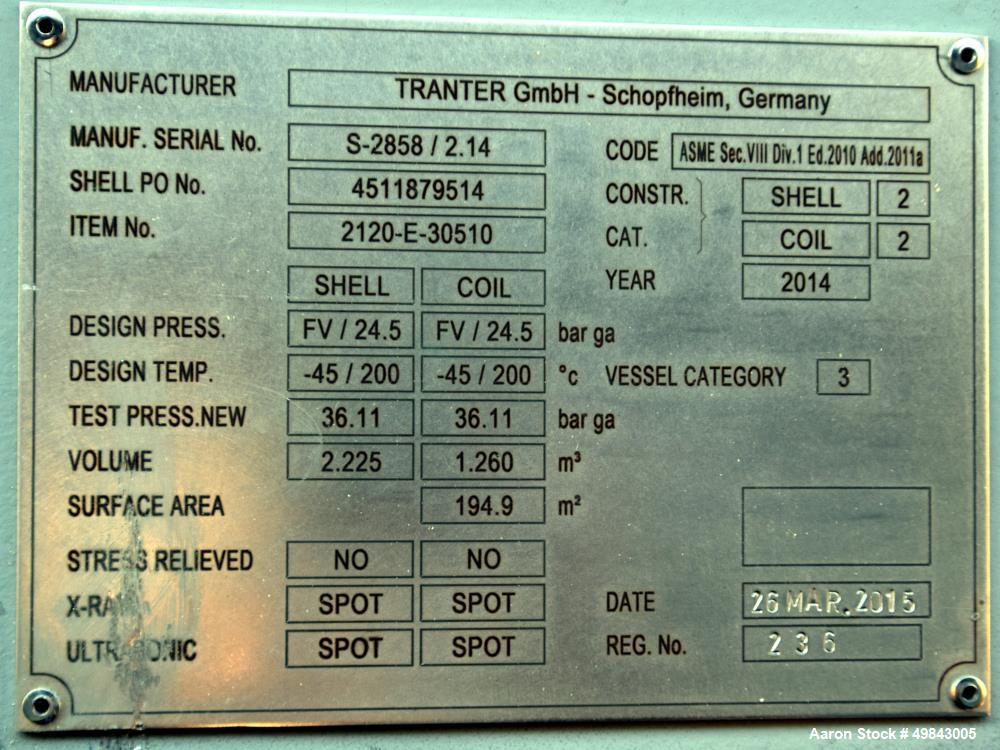 MANUFACTURER TRANTER GmbH - Schopfheim, Germany
MANUF. SERIAL No. S-2858 / 2.14 CODE ASME Sec.VIII Div.1 Ed.2010 Add.2011a
SHELL PO No. 4511879514 CONSTR. SHELL 2
ITEM No. 2120-E-30510 CAT. COIL 2
SHELL COIL YEAR 2014
DESIGN PRESS. FV / 24.5 FV / 24.5 bar ga
DESIGN TEMP. -45 / 200 -45 / 200 °c VESSEL CATEGORY 3
TEST PRESS.NEW 36.11 36.11 bar ga
VOLUME 2.225 1.260 m³
SURFACE AREA 194.9 m²
STRESS RELIEVED NO NO
X-RAY SPOT SPOT DATE 26 MAR. 2015
ULTRASONIC SPOT SPOT REG. No. 236
Aaron Stock # 49843005